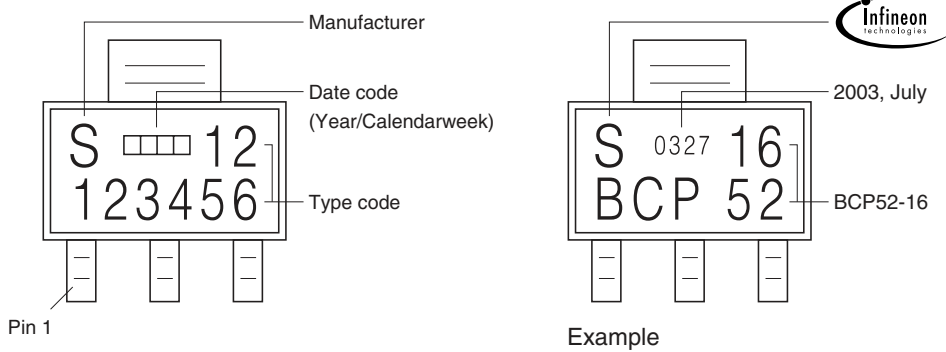 Manufacturer
Date code
(Year/Calendarweek)
S 12
123456
Type code
Pin 1
Infineon
technologies
2003, July
S 0327 16
BCP 52
BCP52-16
Example